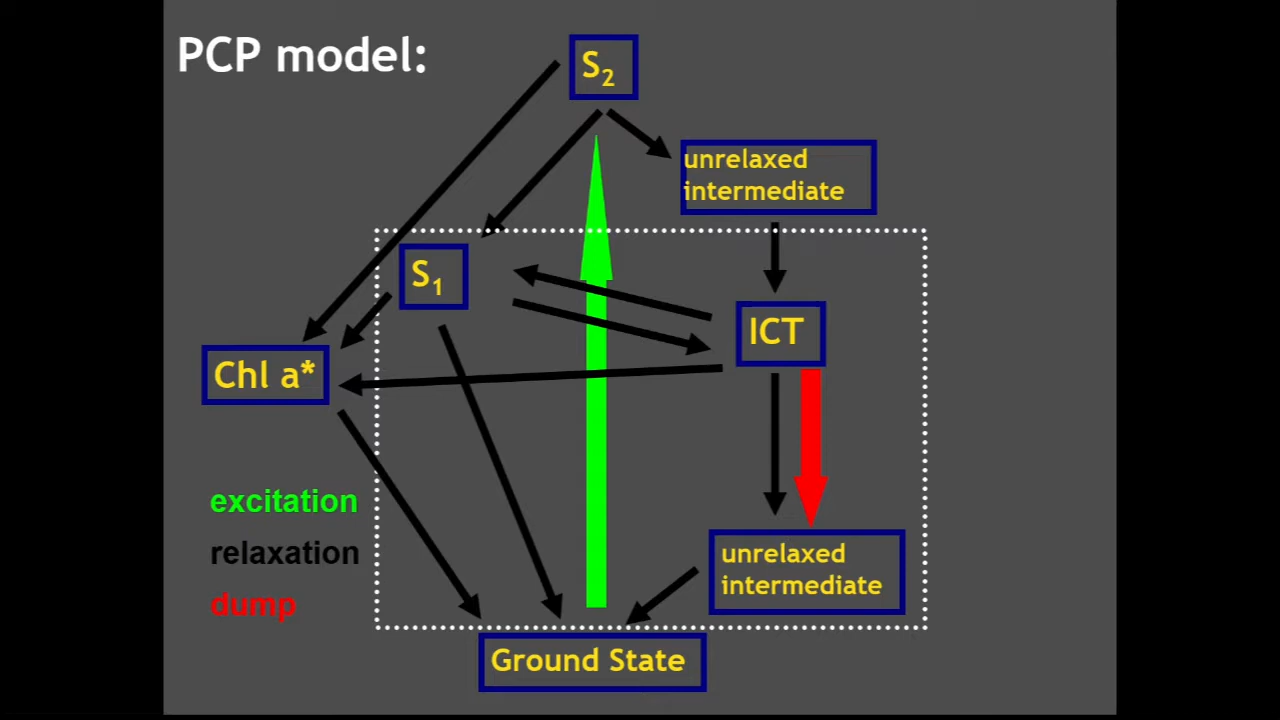 PCP model:
S₂
unrelaxed
intermediate
S₁
ICT
Chl a*
excitation
relaxation
dump
unrelaxed
intermediate
Ground State